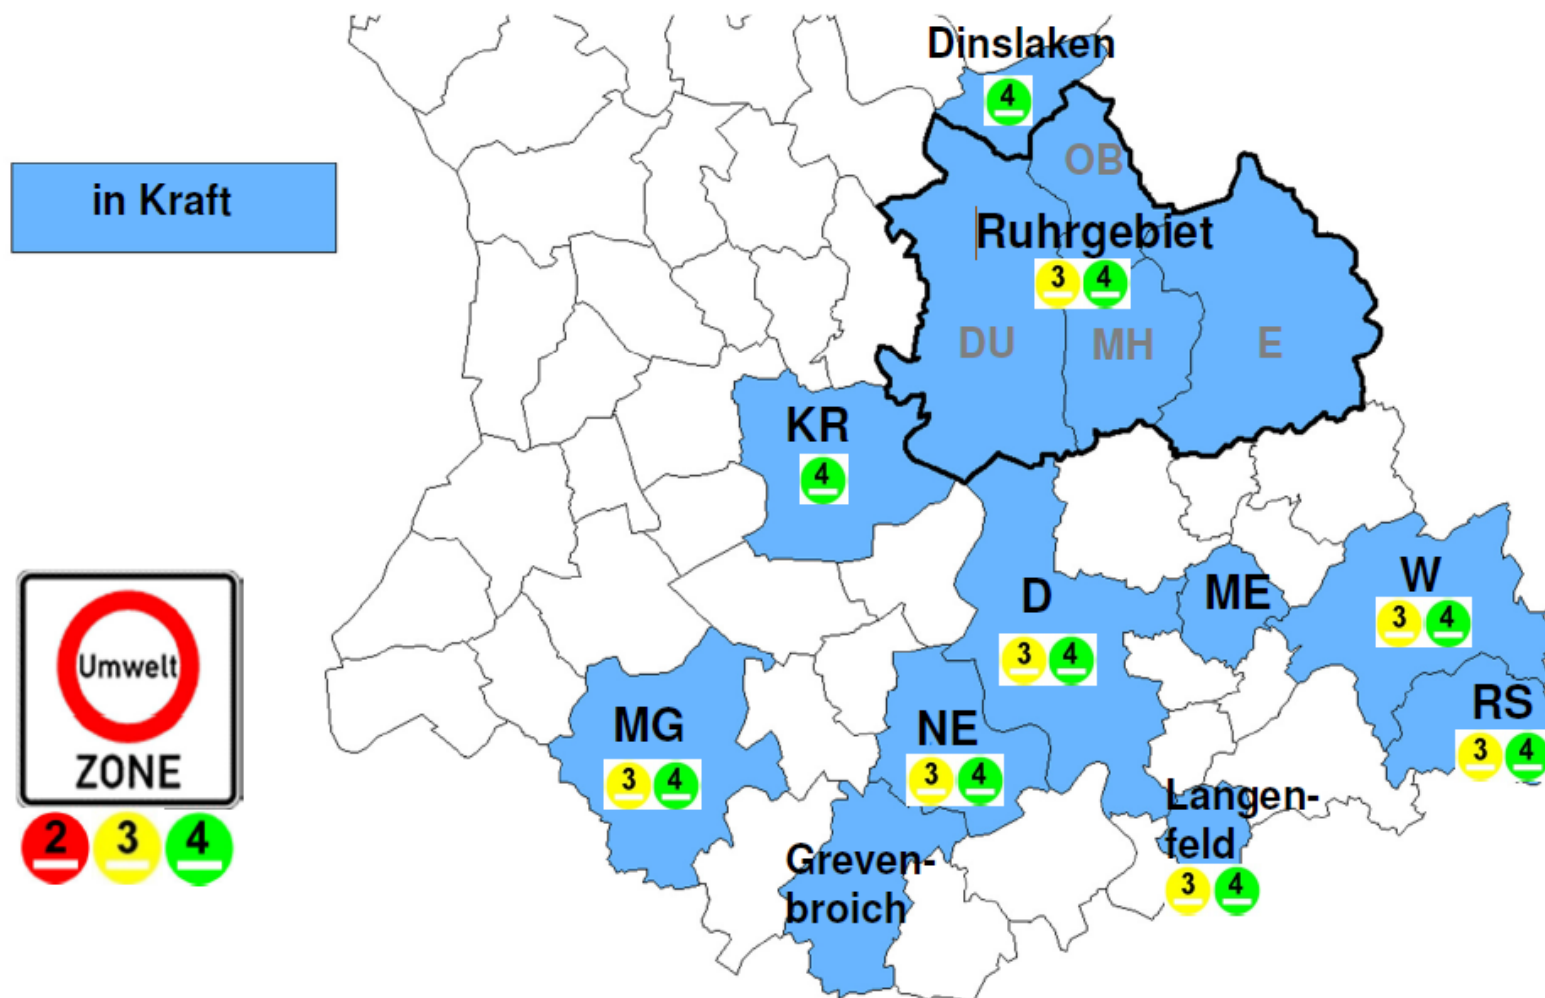 Dinslaken
4
in Kraft
OB
Ruhrgebiet
3 4
DU MH E
KR
4
D
3 4
ME
W
3 4
RS
3 4
Umwelt
ZONE
2 3 4
MG
3 4
NE
3 4
Langen-
feld
3 4
Greven-
broich